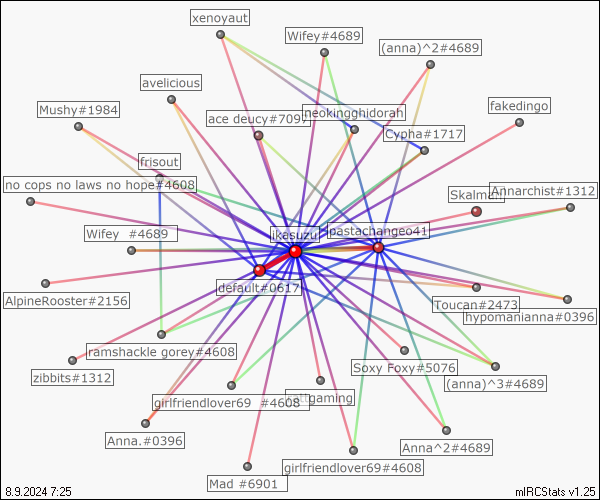 xenoyaut
Wifey#4689
(anna)^2#4689
avelicious
fakedingo
Mushy#1984
ace deucy#7097
neokingghidorah
Cypha#1717
frisout
no cops no laws no hope#4608
Annarchist#1312
Wifey #4689
ikesuzu
pastachangeo41
default#0617
AlpineRooster#2156
Toucan#2473
hypomanianna#0396
ramshackle gorey#4608
Soxy Foxy#5076
zibbits#1312
(anna)^3#4689
girlfriendlover69 #4608
Anna.#0396
Anna^2#4689
girlfriendlover69#4608
Mad #6901
8.9.2024 7:25
mIRCStats v1.25